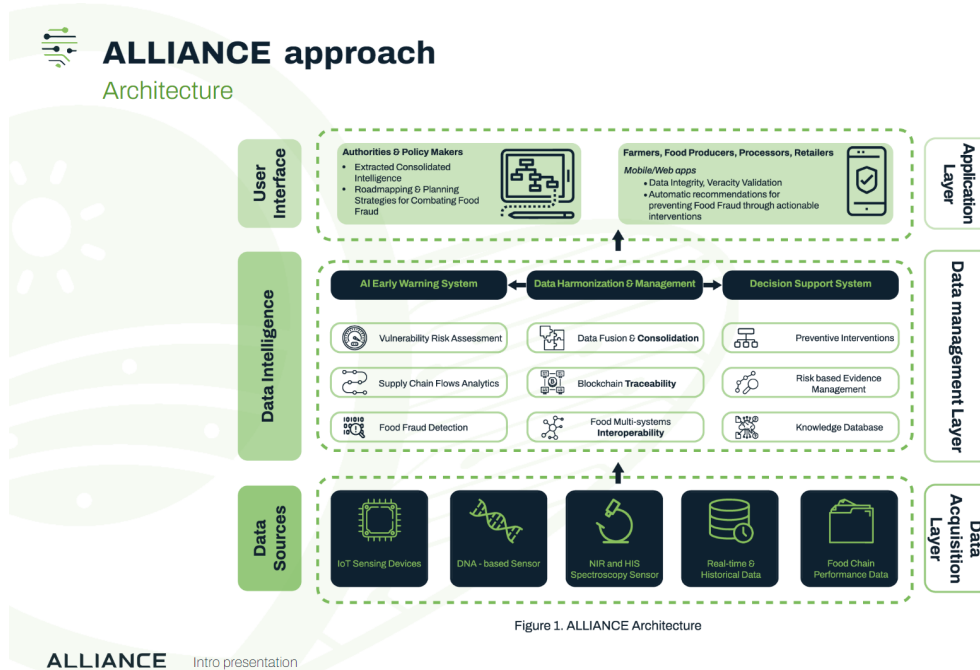 ALLIANCE approach
Architecture
User
Interface
Authorities & Policy Makers
• Extracted Consolidated
Intelligence
• Roadmapping & Planning
Strategies for Combating Food
Fraud
Farmers, Food Producers, Processors, Retailers
Mobile/Web apps
• Data Integrity, Veracity Validation
• Automatic recommendations for
preventing Food Fraud through actionable
interventions
Application
Layer
Data Intelligence
AI Early Warning System
Data Harmonization & Management
Decision Support System
Vulnerability Risk Assessment
Data Fusion & Consolidation
Preventive Interventions
Supply Chain Flows Analytics
Blockchain Traceability
Risk based Evidence
Management
101010
10
10
Food Fraud Detection
Food Multi-systems
Interoperability
Knowledge Database
Data management Layer
Data
Sources
IoT Sensing Devices
DNA - based Sensor
NIR and HIS
Spectroscopy Sensor
Real-time &
Historical Data
Food Chain
Performance Data
Data
Acquisition
Layer
Figure 1. ALLIANCE Architecture
ALLIANCE
Intro presentation